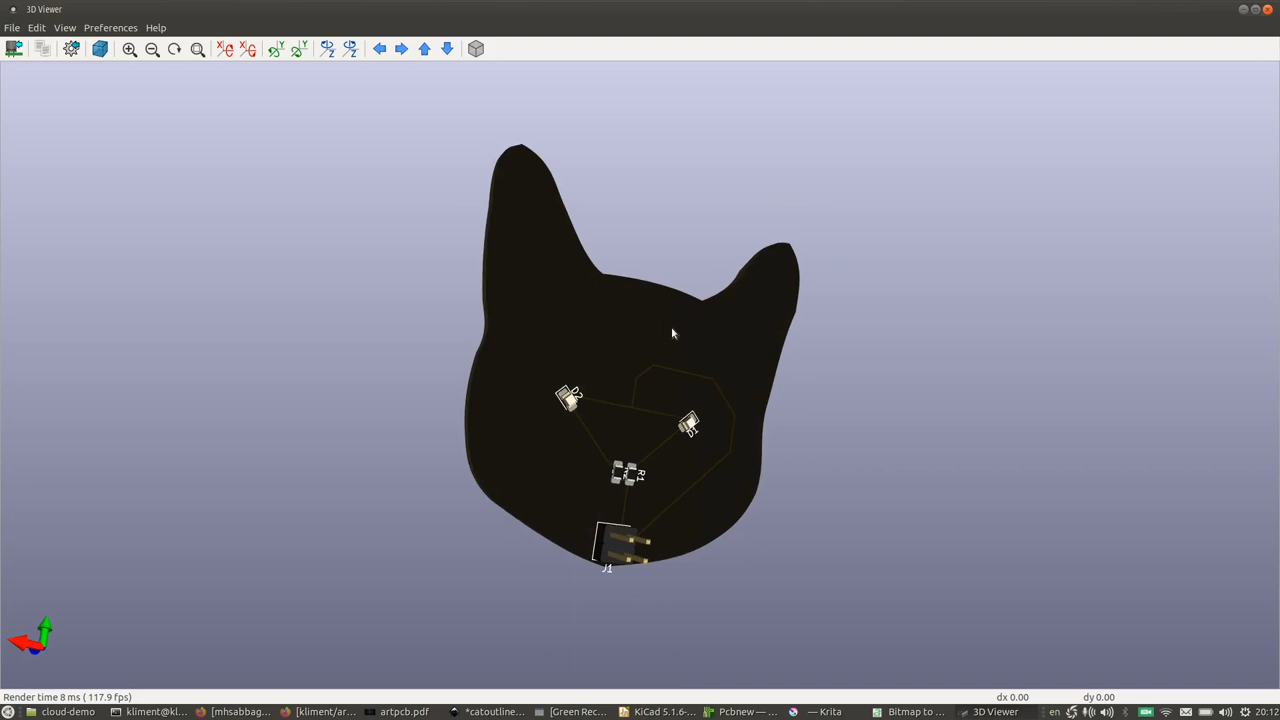 3D Viewer
File Edit View Preferences Help
D2
D1
R1
J1
Render time 8 ms ( 117.9 fps)
dx 0.00
dy 0.00
cloud-demo
kliment@kl...
[mhsabbag...
[kliment/ar...
artpcb.pdf
*catoutline...
[Green Rec...
KiCad 5.1.6-...
Pcbnew —...
— Krita
Bitmap to ...
3D Viewer
en
20:12